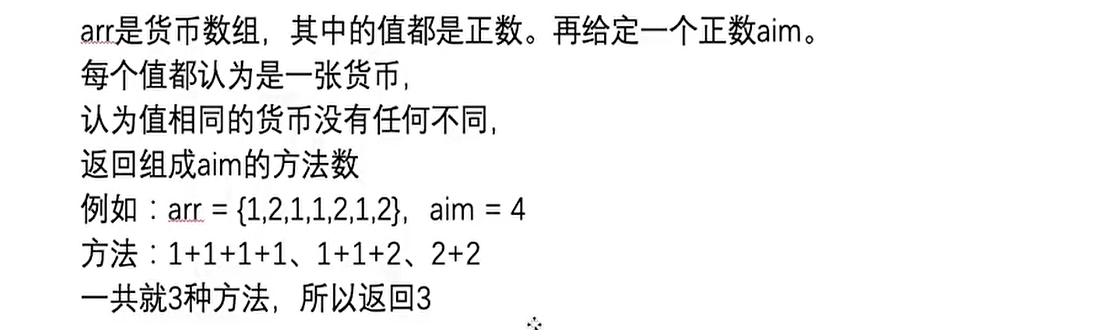 arr是货币数组，其中的值都是正数。再给定一个正数aim。
每个值都认为是一张货币，
认为值相同的货币没有任何不同，
返回组成aim的方法数
例如：arr = {1,2,1,1,2,1,2}，aim = 4
方法：1+1+1+1、1+1+2、2+2
一共就3种方法，所以返回3